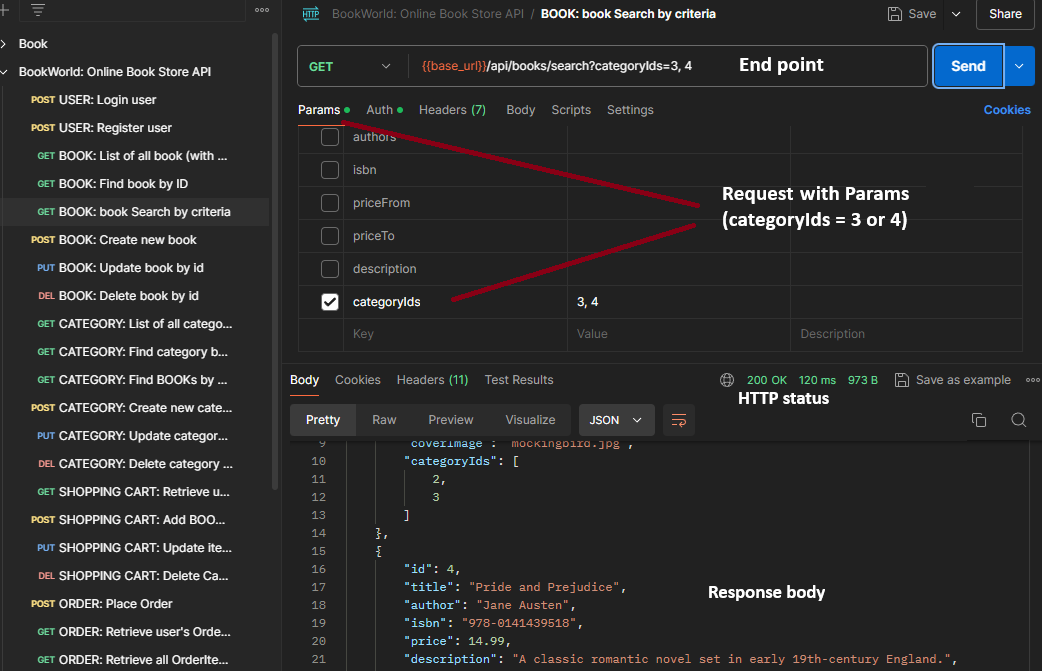 HTTP BookWorld: Online Book Store API / BOOK: book Search by criteria Save Share
Book
BookWorld: Online Book Store API
POST USER: Login user
POST USER: Register user
GET BOOK: List of all book (with ...
GET BOOK: Find book by ID
GET BOOK: book Search by criteria
POST BOOK: Create new book
PUT BOOK: Update book by id
DEL BOOK: Delete book by id
GET CATEGORY: List of all catego...
GET CATEGORY: Find category b...
GET CATEGORY: Find BOOKs by ...
POST CATEGORY: Create new cate...
PUT CATEGORY: Update categor...
DEL CATEGORY: Delete category ...
GET SHOPPING CART: Retrieve u...
POST SHOPPING CART: Add BOO...
PUT SHOPPING CART: Update ite...
DEL SHOPPING CART: Delete Ca...
POST ORDER: Place Order
GET ORDER: Retrieve user's Orde...
GET ORDER: Retrieve all OrderIte...
GET {{base_url}}/api/books/search?categoryIds=3, 4 End point Send
Params Auth Headers (7) Body Scripts Settings Cookies
authors
isbn
priceFrom
priceTo
description
categoryIds 3, 4
Key Value Description
Request with Params
(categoryIds = 3 or 4)
Body Cookies Headers (11) Test Results 200 OK 120 ms 973 B Save as example
HTTP status
Pretty Raw Preview Visualize JSON
9 "coverImage": "mockingbird.jpg",
10 "categoryIds": [
11 2,
12 3
13 ]
14 },
15 {
16 "id": 4,
17 "title": "Pride and Prejudice",
18 "author": "Jane Austen",
19 "isbn": "978-0141439518",
20 "price": 14.99,
21 "description": "A classic romantic novel set in early 19th-century England.",
Response body